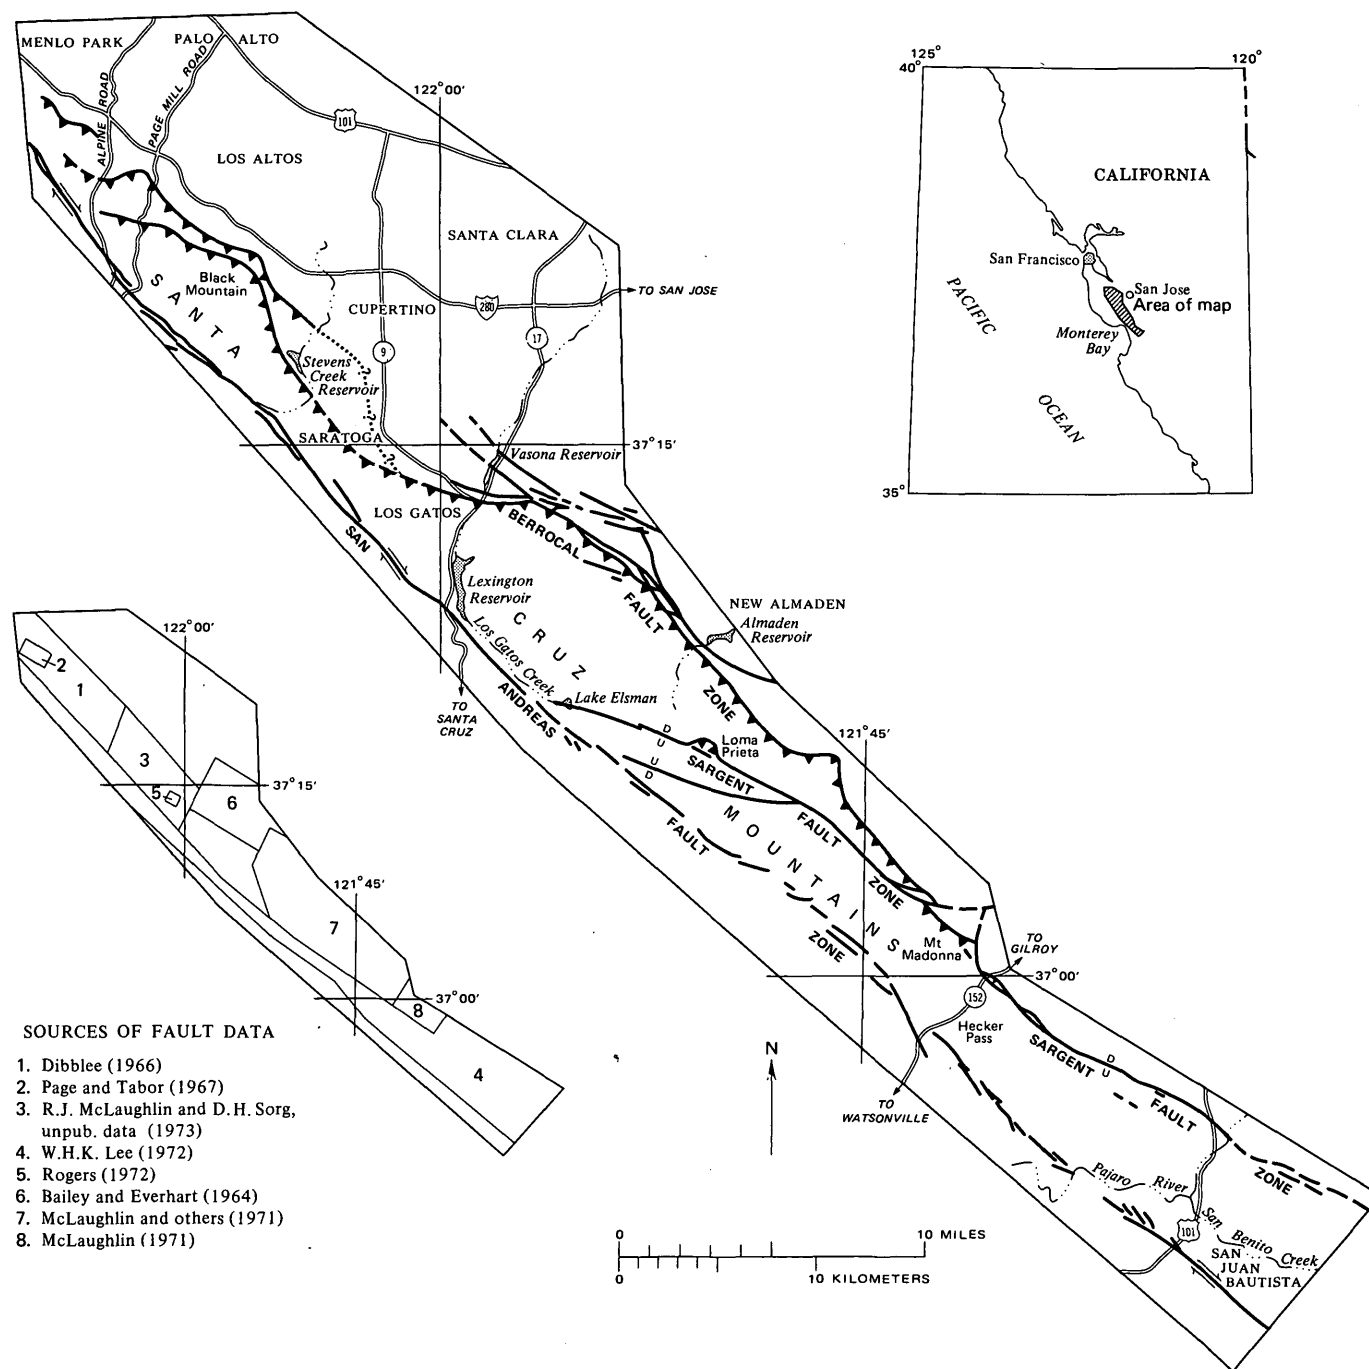 MENLO PARK
PALO ALTO
ALPINE ROAD
PAGE MILL ROAD
122°00'
101
LOS ALTOS
SANTA CLARA
Black
Mountain
CUPERTINO
280
TO SAN JOSE
17
9
Stevens
Creek
Reservoir
SARATOGA
37°15'
Vasona Reservoir
LOS GATOS
BERROCAL
FAULT
ZONE
SAN
ANDREAS
FAULT
ZONE
SANTA
CRUZ
MOUNTAINS
Lexington
Reservoir
Los Gatos Creek
NEW ALMADEN
Almaden
Reservoir
Lake Elsman
TO
SANTA
CRUZ
D
U
U
D
Loma
Prieta
121°45'
SARGENT
FAULT
ZONE
Mt
Madonna
TO
GILROY
37°00'
152
Hecker
Pass
TO
WATSONVILLE
SARGENT
FAULT
ZONE
D
U
Pajaro River
San Benito Creek
101
SAN
JUAN
BAUTISTA
N
0 10 MILES
0 10 KILOMETERS
125°
120°
40°
CALIFORNIA
San Francisco
San Jose
Area of map
Monterey
Bay
PACIFIC
OCEAN
35°
122°00'
2
1
3
37°15'
5
6
121°45'
7
37°00'
8
4
SOURCES OF FAULT DATA
1. Dibblee (1966)
2. Page and Tabor (1967)
3. R.J. McLaughlin and D.H. Sorg,
unpub. data (1973)
4. W.H.K. Lee (1972)
5. Rogers (1972)
6. Bailey and Everhart (1964)
7. McLaughlin and others (1971)
8. McLaughlin (1971)